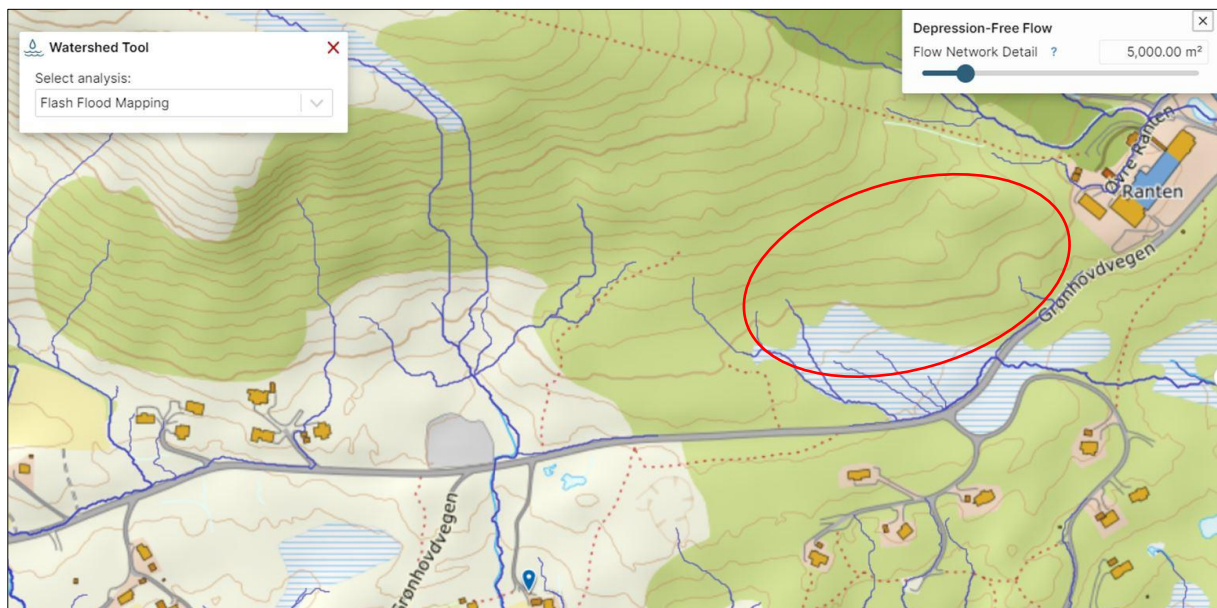 Watershed Tool
Select analysis:
Flash Flood Mapping
Depression-Free Flow
Flow Network Detail ? 5,000.00 m²
Øvre Ranten
Ranten
Grønhovdvegen
Grønhovdvegen